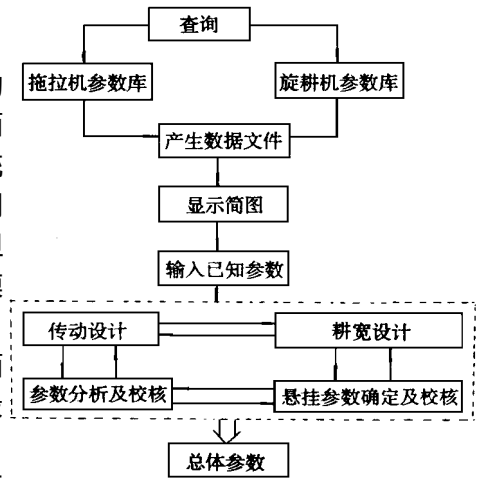 查询
拖拉机参数库
旋耕机参数库
产生数据文件
显示简图
输入已知参数
传动设计
耕宽设计
参数分析及校核
悬挂参数确定及校核
总体参数